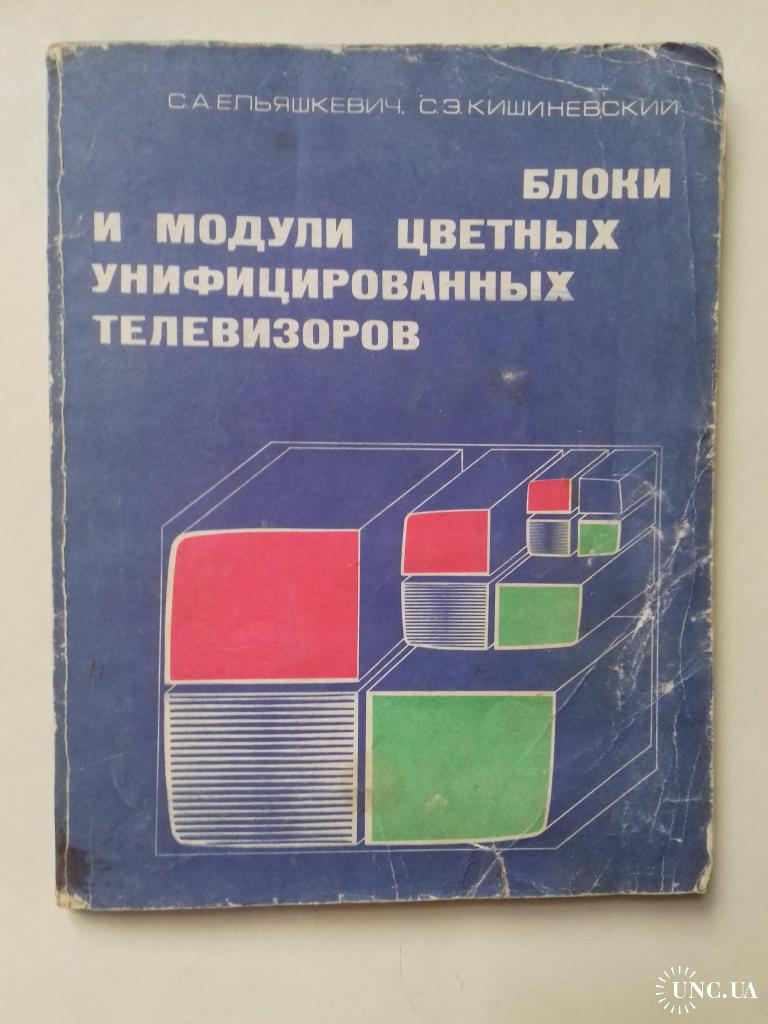 С.А.ЕЛЬЯШКЕВИЧ, С.Э.КИШИНЕВСКИЙ
БЛОКИ
И МОДУЛИ ЦВЕТНЫХ
УНИФИЦИРОВАННЫХ
ТЕЛЕВИЗОРОВ
UNC.UA